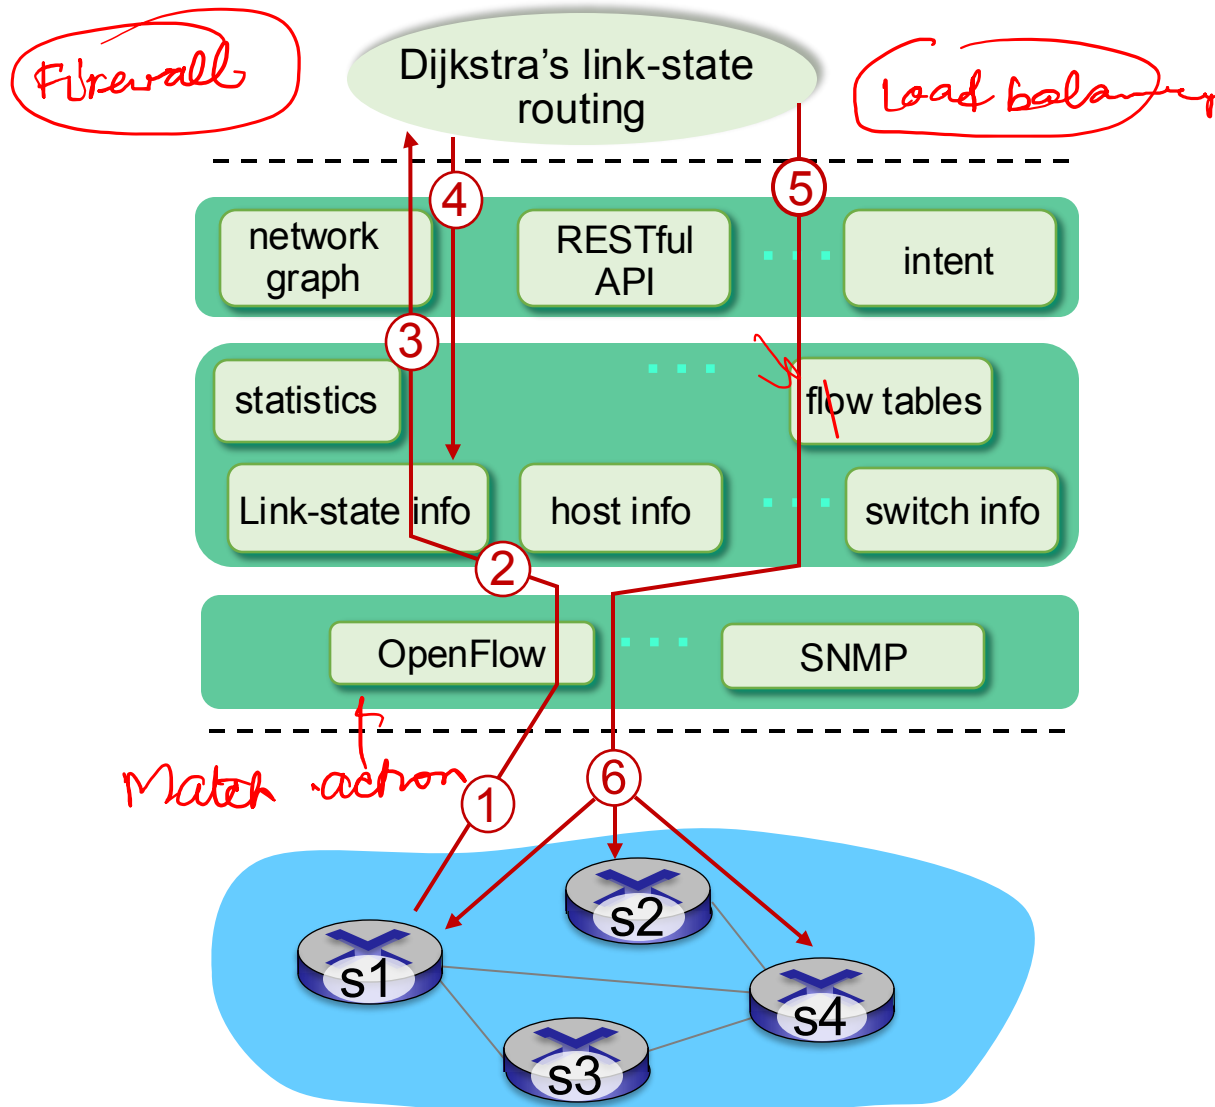 Firewall
Dijkstra's link-state
routing
Load balancing
4
5
network
graph
RESTful
API
intent
3
statistics
flow tables
Link-state info
host info
switch info
2
OpenFlow
SNMP
Match action
1
6
s2
s1
s4
s3